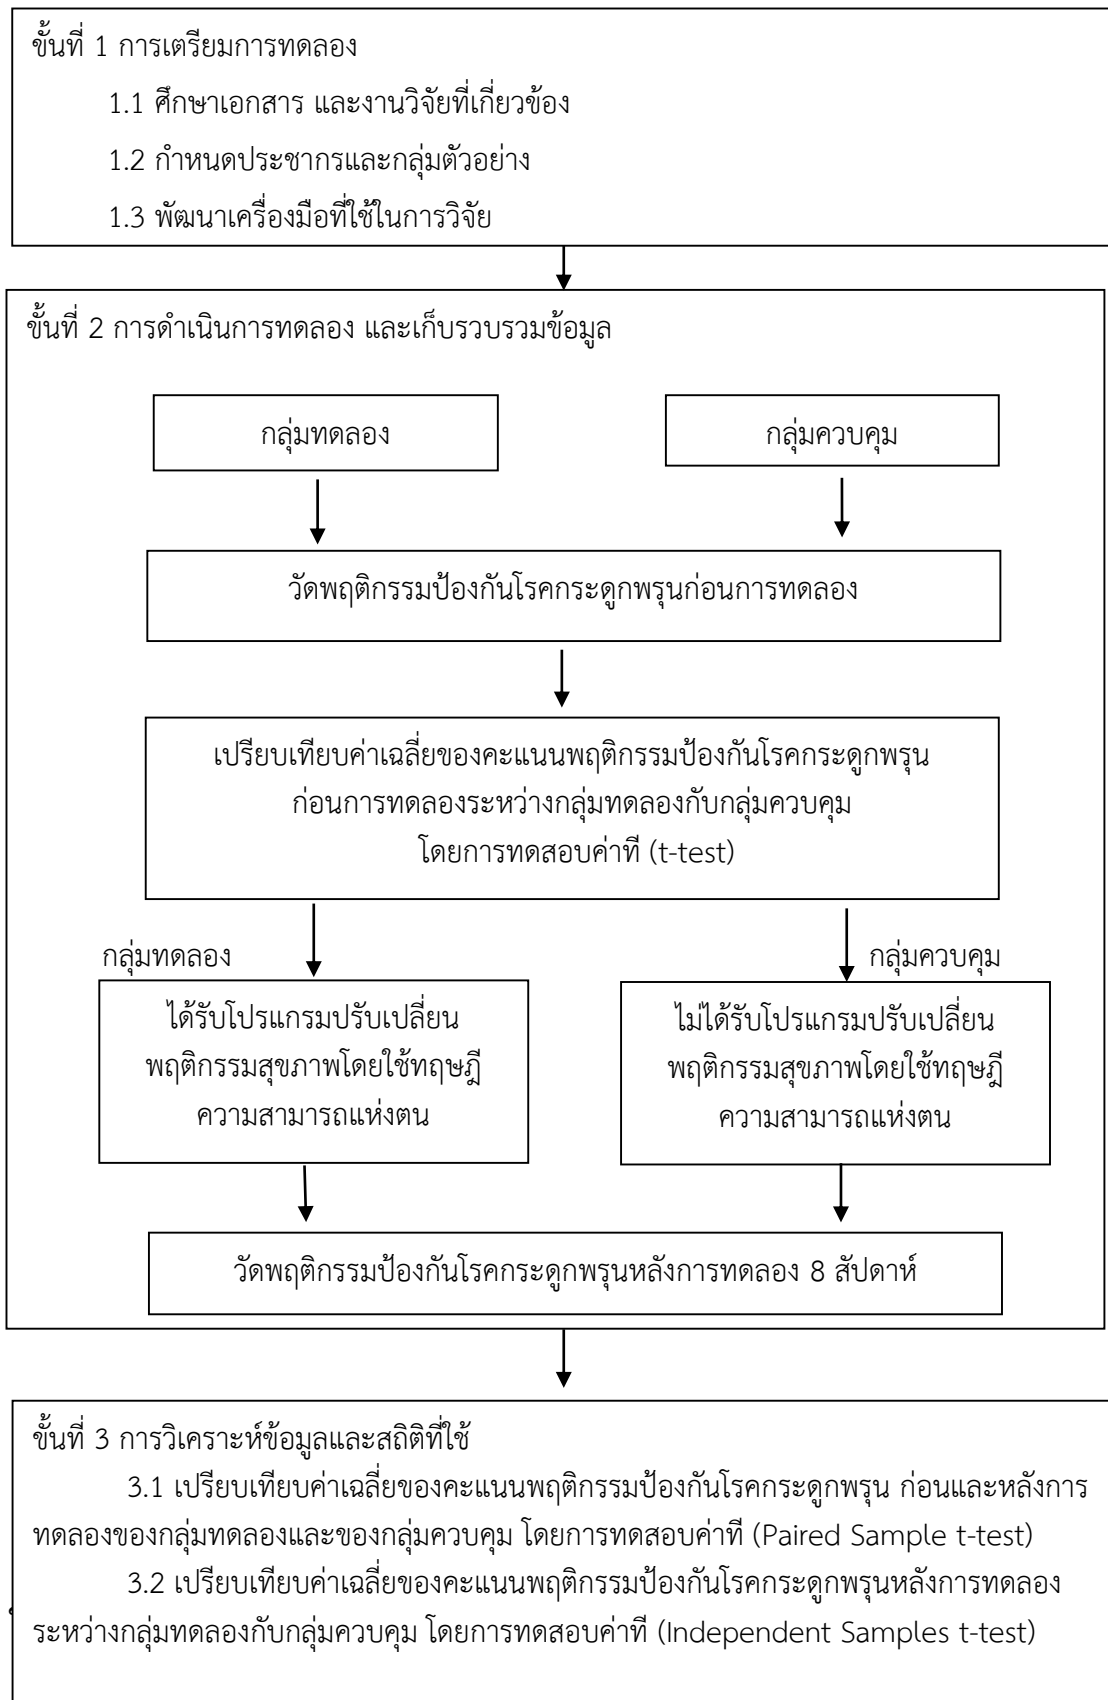 ขั้นที่ 1 การเตรียมการทดลอง
1.1 ศึกษาเอกสาร และงานวิจัยที่เกี่ยวข้อง
1.2 กำหนดประชากรและกลุ่มตัวอย่าง
1.3 พัฒนาเครื่องมือที่ใช้ในการวิจัย
ขั้นที่ 2 การดำเนินการทดลอง และเก็บรวบรวมข้อมูล
กลุ่มทดลอง
กลุ่มควบคุม
วัดพฤติกรรมป้องกันโรคกระดูกพรุนก่อนการทดลอง
เปรียบเทียบค่าเฉลี่ยของคะแนนพฤติกรรมป้องกันโรคกระดูกพรุน
ก่อนการทดลองระหว่างกลุ่มทดลองกับกลุ่มควบคุม
โดยการทดสอบค่าที (t-test)
กลุ่มทดลอง
กลุ่มควบคุม
ได้รับโปรแกรมปรับเปลี่ยน
พฤติกรรมสุขภาพโดยใช้ทฤษฎี
ความสามารถแห่งตน
ไม่ได้รับโปรแกรมปรับเปลี่ยน
พฤติกรรมสุขภาพโดยใช้ทฤษฎี
ความสามารถแห่งตน
วัดพฤติกรรมป้องกันโรคกระดูกพรุนหลังการทดลอง 8 สัปดาห์
ขั้นที่ 3 การวิเคราะห์ข้อมูลและสถิติที่ใช้
3.1 เปรียบเทียบค่าเฉลี่ยของคะแนนพฤติกรรมป้องกันโรคกระดูกพรุน ก่อนและหลังการ
ทดลองของกลุ่มทดลองและของกลุ่มควบคุม โดยการทดสอบค่าที (Paired Sample t-test)
3.2 เปรียบเทียบค่าเฉลี่ยของคะแนนพฤติกรรมป้องกันโรคกระดูกพรุนหลังการทดลอง
ระหว่างกลุ่มทดลองกับกลุ่มควบคุม โดยการทดสอบค่าที (Independent Samples t-test)